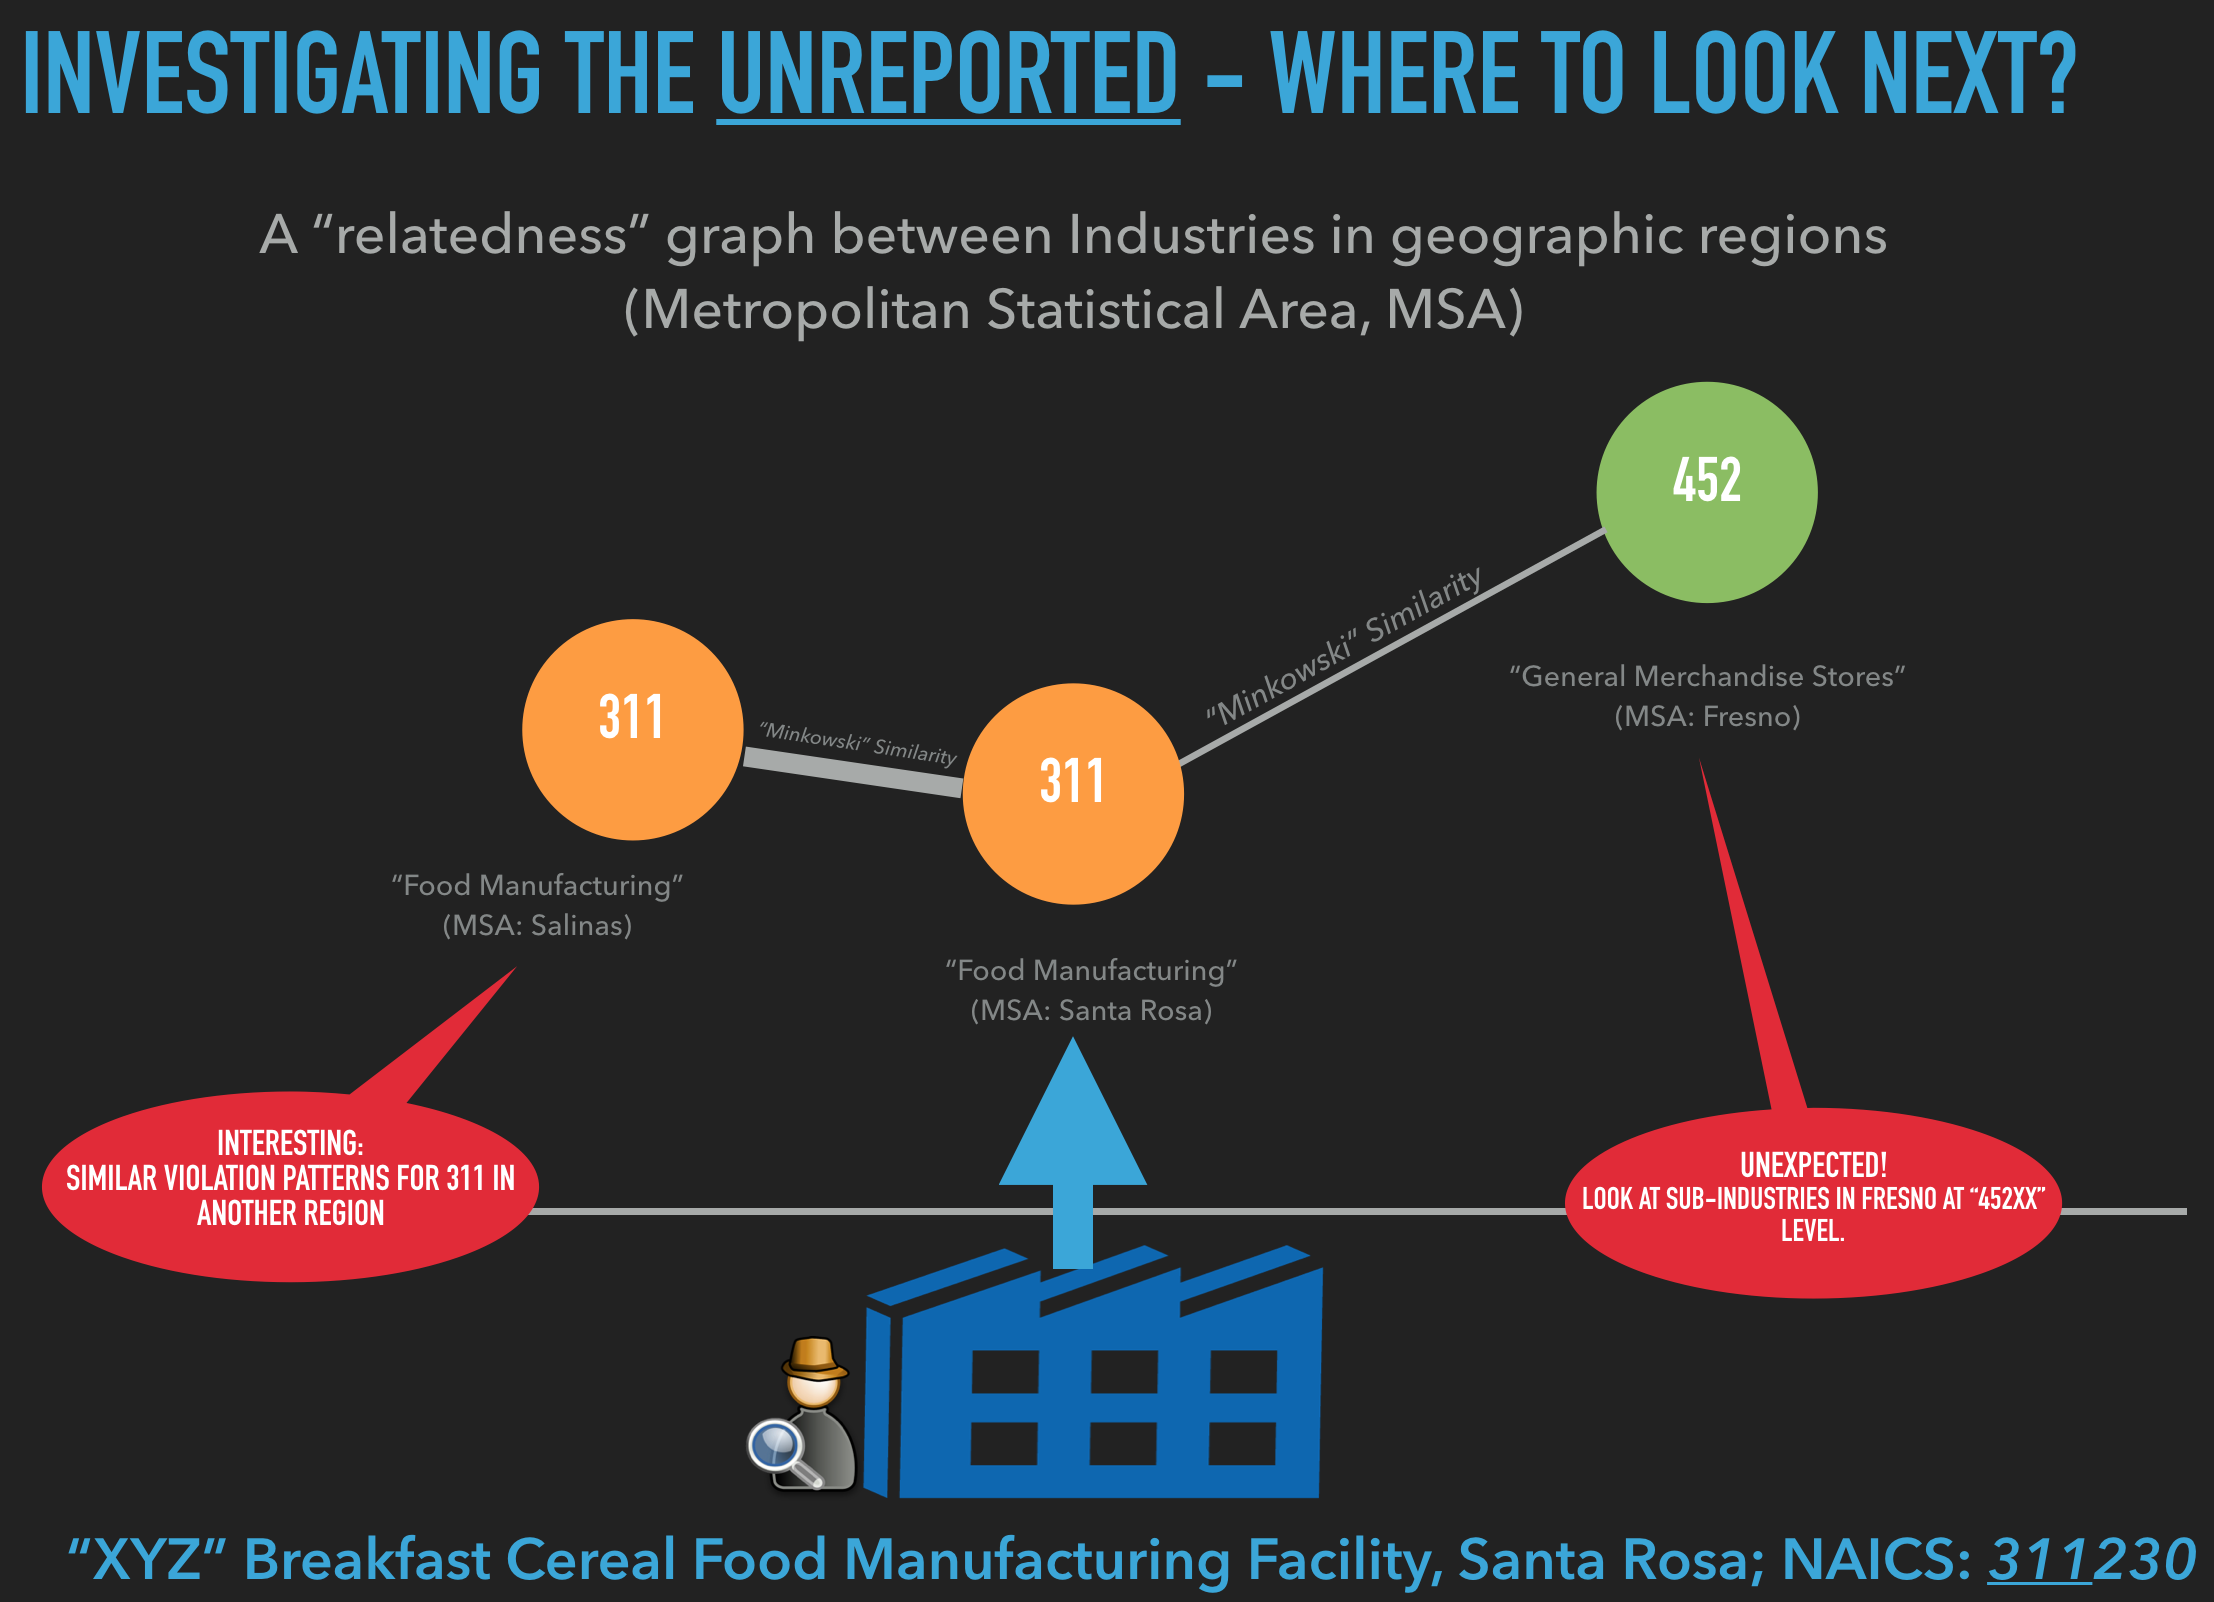 INVESTIGATING THE UNREPORTED - WHERE TO LOOK NEXT?
A “relatedness” graph between Industries in geographic regions
(Metropolitan Statistical Area, MSA)
452
“Minkowski” Similarity
“General Merchandise Stores”
(MSA: Fresno)
311
“Minkowski” Similarity
311
“Food Manufacturing”
(MSA: Salinas)
“Food Manufacturing”
(MSA: Santa Rosa)
INTERESTING:
SIMILAR VIOLATION PATTERNS FOR 311 IN
ANOTHER REGION
UNEXPECTED!
LOOK AT SUB-INDUSTRIES IN FRESNO AT “452XX”
LEVEL.
“XYZ” Breakfast Cereal Food Manufacturing Facility, Santa Rosa; NAICS: 311230